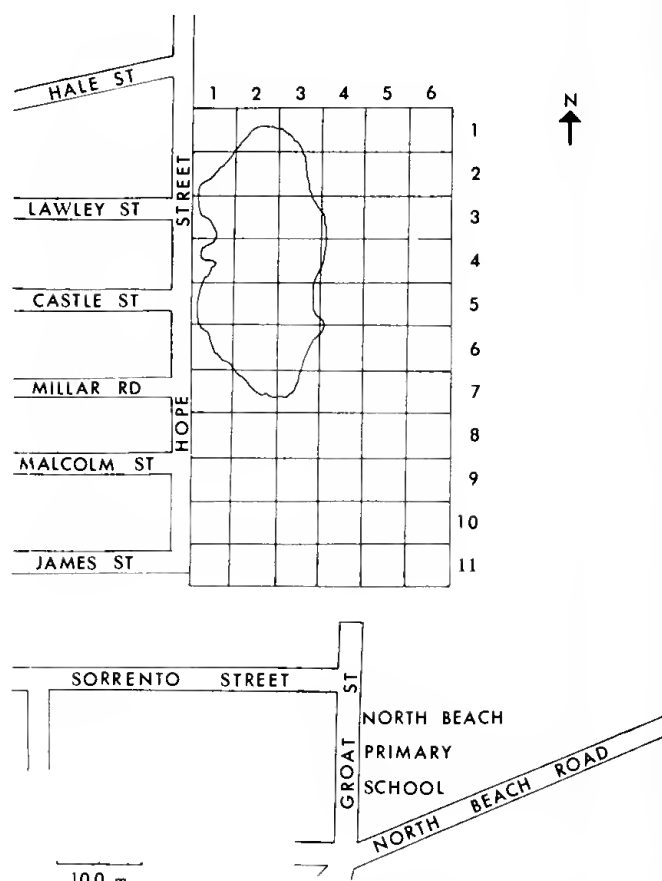 HALE ST
1 2 3 4 5 6
N
1
2
3
4
5
6
7
8
9
10
11
HOPE STREET
LAWLEY ST
CASTLE ST
MILLAR RD
MALCOLM ST
JAMES ST
SORRENTO STREET
GROAT ST
NORTH BEACH
PRIMARY
SCHOOL
NORTH BEACH ROAD
100 m